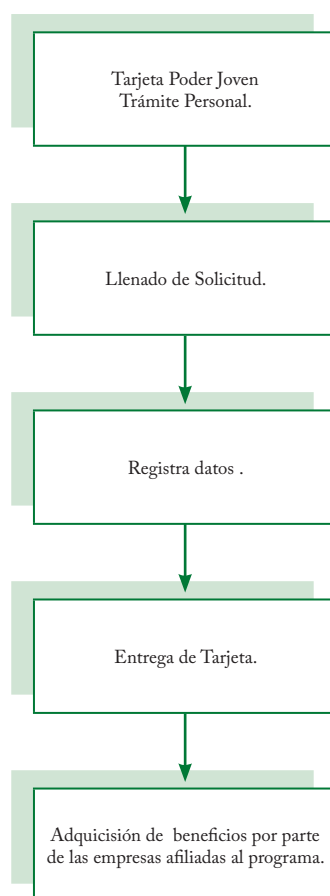 Tarjeta Poder Joven
Trámite Personal.
Llenado de Solicitud.
Registra datos .
Entrega de Tarjeta.
Adquicisión de beneficios por parte
de las empresas afiliadas al programa.